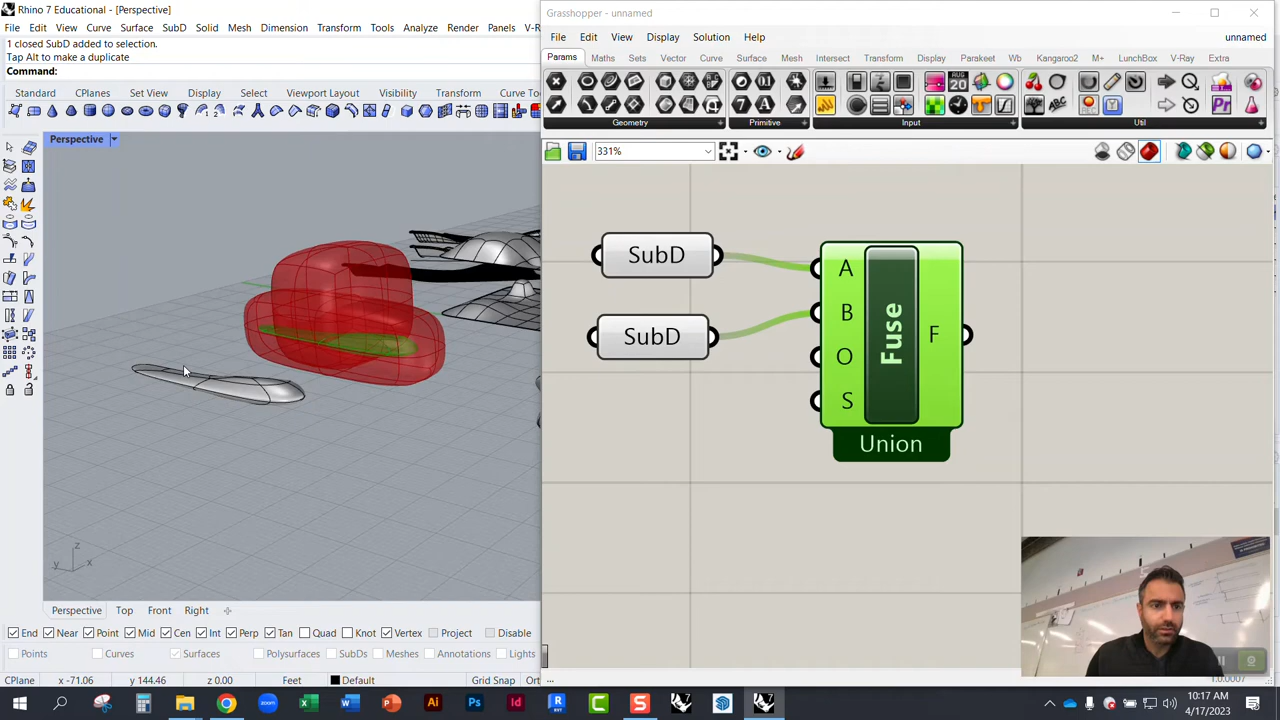 Rhino 7 Educational - [Perspective]
File Edit View Curve Surface SubD Solid Mesh Dimension Transform Tools Analyze Render Panels V-R
1 closed SubD added to selection.
Tap Alt to make a duplicate
Command:
Standard CPlanes Set View Display Select Viewport Layout Visibility Transform Curve To
Perspective
z
y x
Perspective Top Front Right
End Near Point Mid Cen Int Perp Tan Quad Knot Vertex Project Disable
Points Curves Surfaces Polysurfaces SubDs Meshes Annotations Lights
CPlane x -71.06 y 144.46 z 0.00 Feet Default Grid Snap
Grasshopper - unnamed
File Edit View Display Solution Help unnamed
Params Maths Sets Vector Curve Surface Mesh Intersect Transform Display Parakeet Wb Kangaroo2 M+ LunchBox V-Ray Extra
Geometry Primitive Input Util
331%
SubD
SubD
A
B
O
S
Fuse
F
Union
...
1.0.0007
10:17 AM
4/17/2023